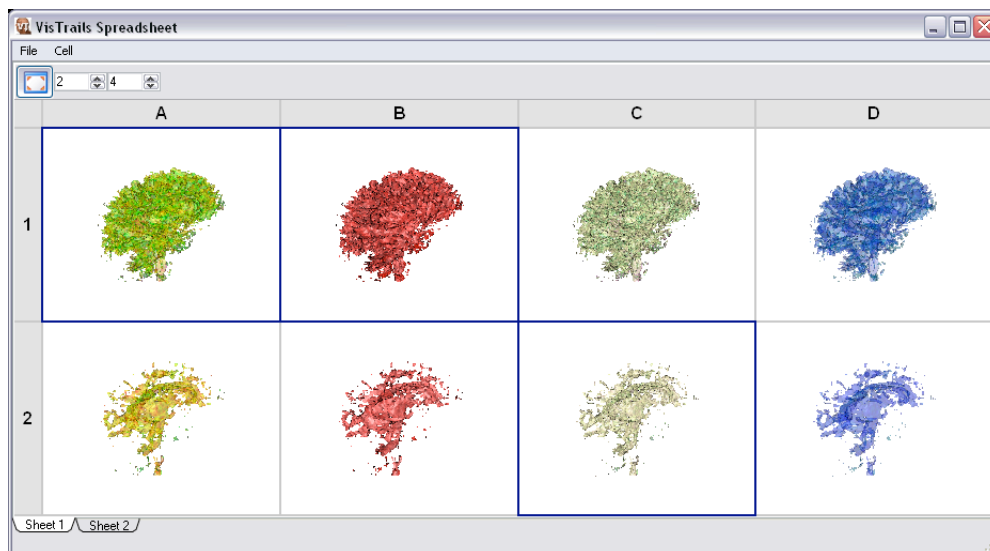 VisTrails Spreadsheet
File Cell
2 4
A B C D
1
2
Sheet 1 Sheet 2